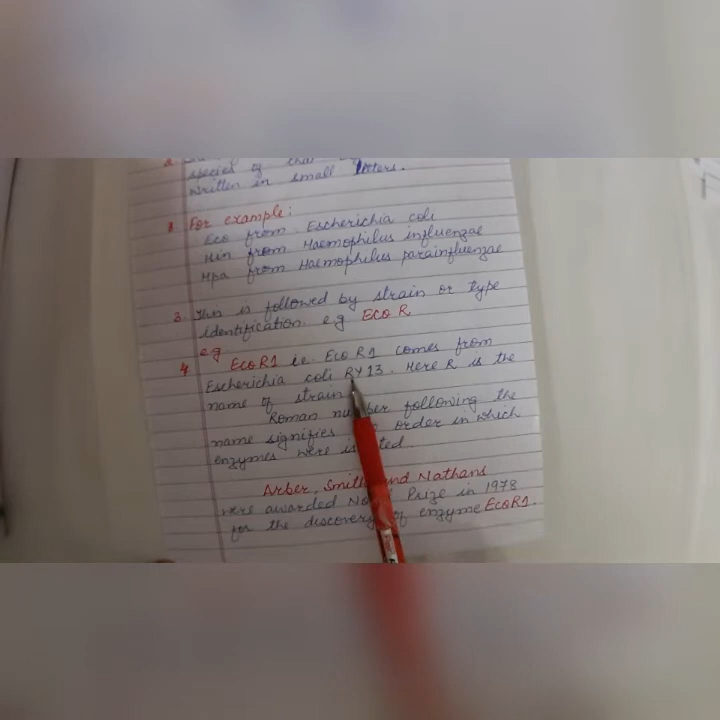 species of
written in small letters.
For example:
Eco from Escherichia coli
Hin from Haemophilus influenzae
Hpa from Haemophilus parainfluenzae
3. This is followed by strain or type
identification. eg Eco R
eg
4. EcoR1 i.e. Eco R1 comes from
Escherichia coli RY13. Here R is the
name of strain
Roman number following the
name signifies order in which
enzymes were
Arber, Smith and Nathans
were awarded Prize in 1978
for the discovery of enzyme EcoR1.